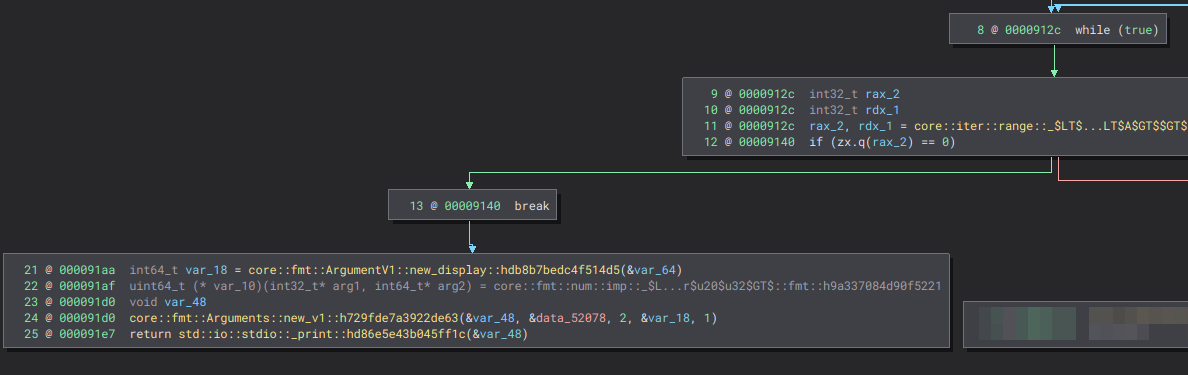 8 @ 0000912c  while (true)
9 @ 0000912c  int32_t rax_2
10 @ 0000912c  int32_t rdx_1
11 @ 0000912c  rax_2, rdx_1 = core::iter::range::_$LT$...LT$A$GT$$GT$
12 @ 00009140  if (zx.q(rax_2) == 0)
13 @ 00009140  break
21 @ 000091aa  int64_t var_18 = core::fmt::ArgumentV1::new_display::hdb8b7bedc4f514d5(&var_64)
22 @ 000091af  uint64_t (* var_10)(int32_t* arg1, int64_t* arg2) = core::fmt::num::imp::_$L...r$u20$u32$GT$::fmt::h9a337084d90f5221
23 @ 000091d0  void var_48
24 @ 000091d0  core::fmt::Arguments::new_v1::h729fde7a3922de63(&var_48, &data_52078, 2, &var_18, 1)
25 @ 000091e7  return std::io::stdio::_print::hd86e5e43b045ff1c(&var_48)